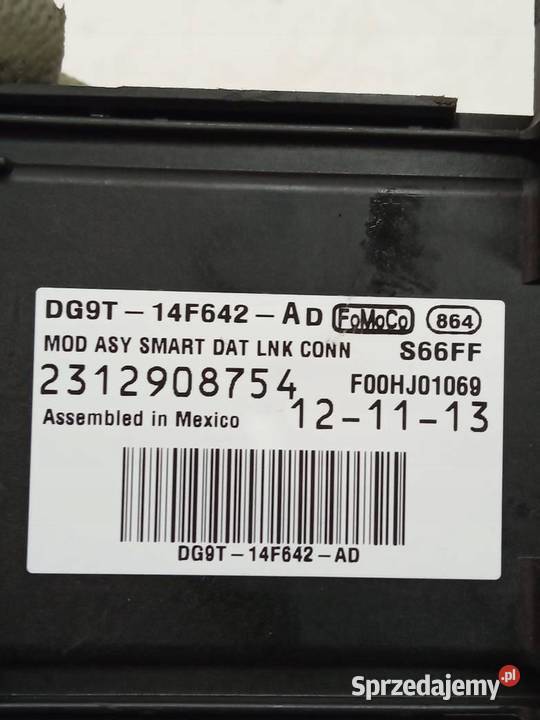 DG9T-14F642-AD FoMoCo 864
MOD ASY SMART DAT LNK CONN S66FF
2312908754 F00HJ01069
Assembled in Mexico 12-11-13
DG9T-14F642-AD
Sprzedajemy.pl